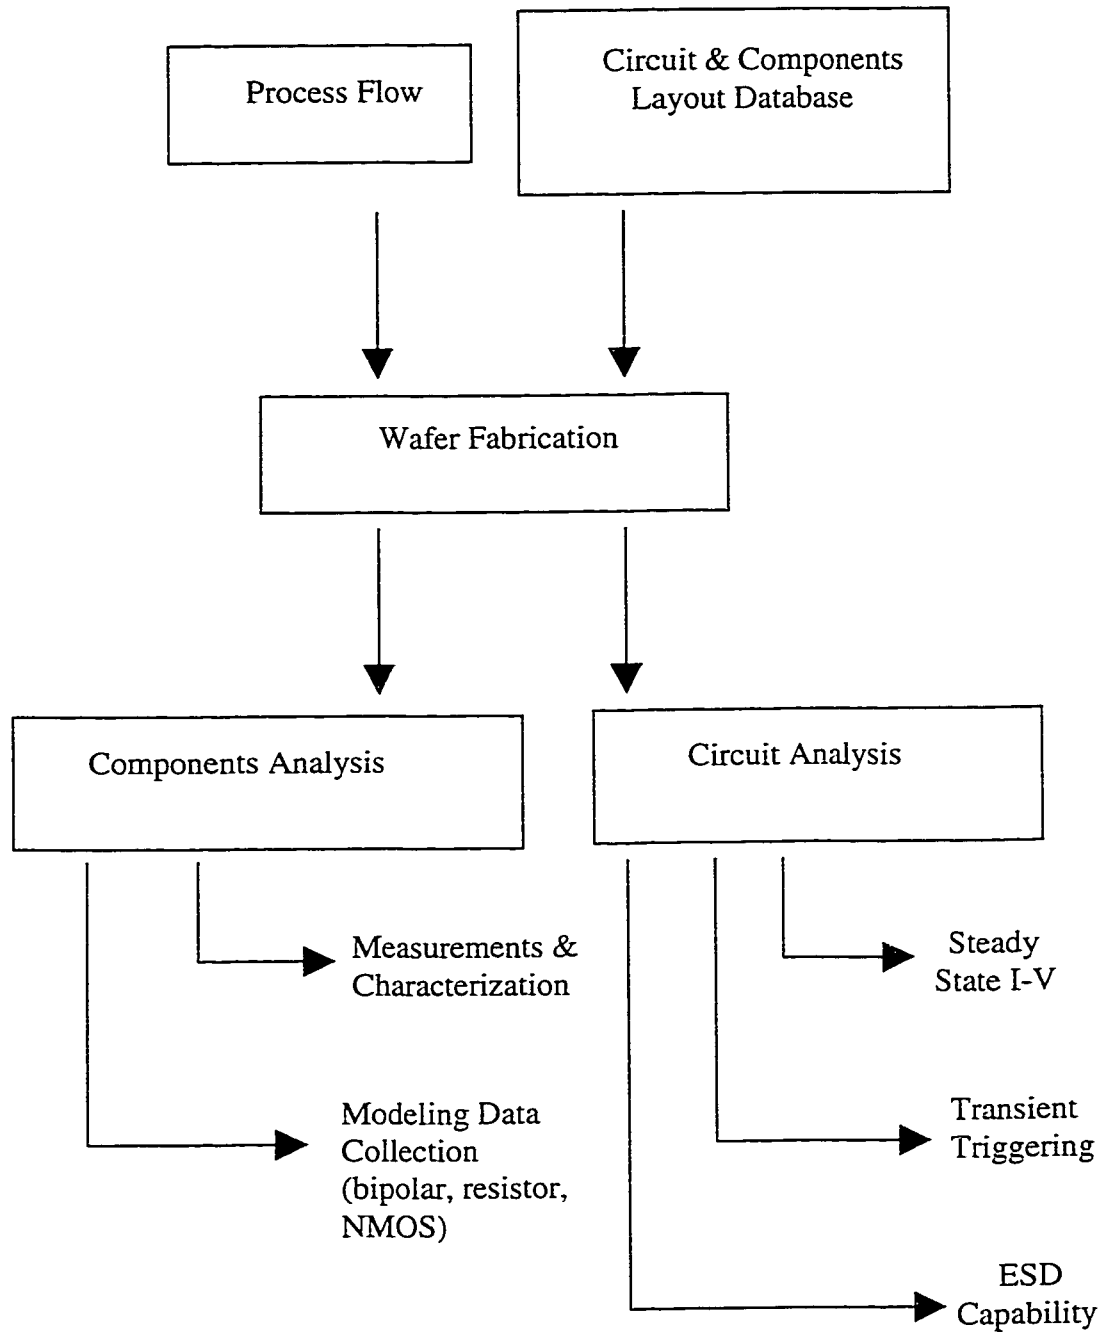 Process Flow
Circuit & Components
Layout Database
Wafer Fabrication
Components Analysis
Circuit Analysis
Measurements &
Characterization
Modeling Data
Collection
(bipolar, resistor,
NMOS)
Steady
State I-V
Transient
Triggering
ESD
Capability